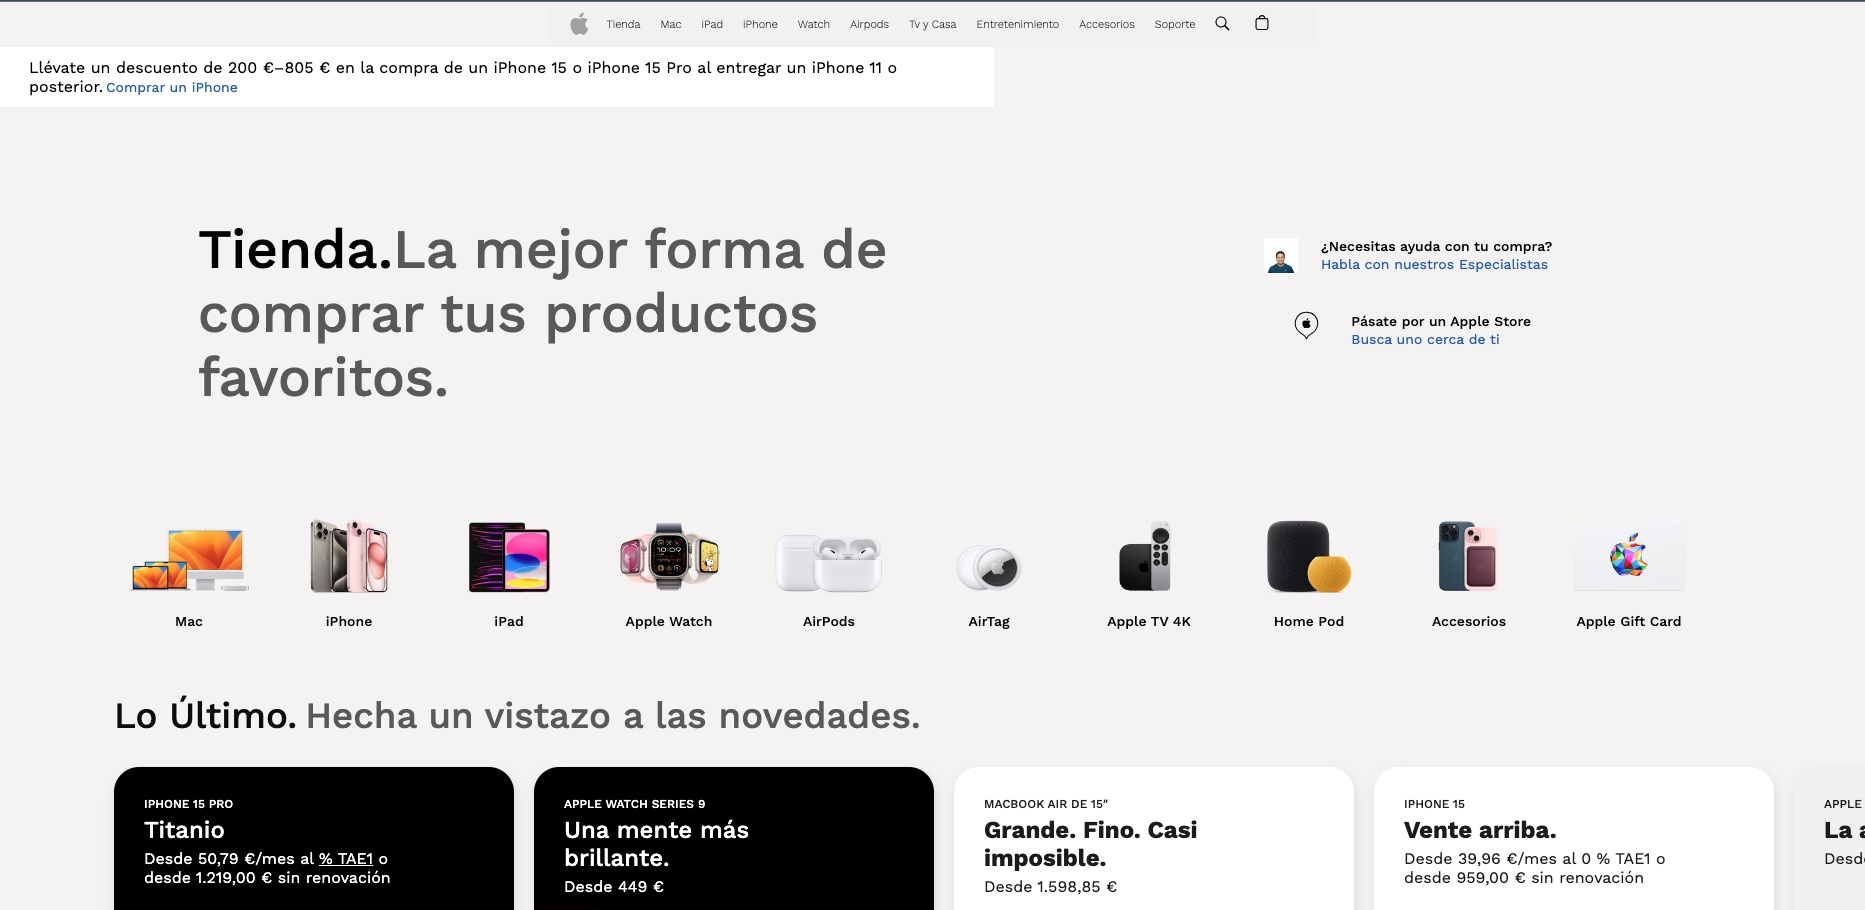 Tienda Mac iPad iPhone Watch Airpods Tv y Casa Entretenimiento Accesorios Soporte
Llévate un descuento de 200 €–805 € en la compra de un iPhone 15 o iPhone 15 Pro al entregar un iPhone 11 o
posterior. Comprar un iPhone
Tienda.La mejor forma de
comprar tus productos
favoritos.
¿Necesitas ayuda con tu compra?
Habla con nuestros Especialistas
Pásate por un Apple Store
Busca uno cerca de ti
Mac
iPhone
iPad
Apple Watch
AirPods
AirTag
Apple TV 4K
Home Pod
Accesorios
Apple Gift Card
Lo Último. Hecha un vistazo a las novedades.
IPHONE 15 PRO
Titanio
Desde 50,79 €/mes al % TAE1 o
desde 1.219,00 € sin renovación
APPLE WATCH SERIES 9
Una mente más
brillante.
Desde 449 €
MACBOOK AIR DE 15"
Grande. Fino. Casi
imposible.
Desde 1.598,85 €
IPHONE 15
Vente arriba.
Desde 39,96 €/mes al 0 % TAE1 o
desde 959,00 € sin renovación
APPLE
La